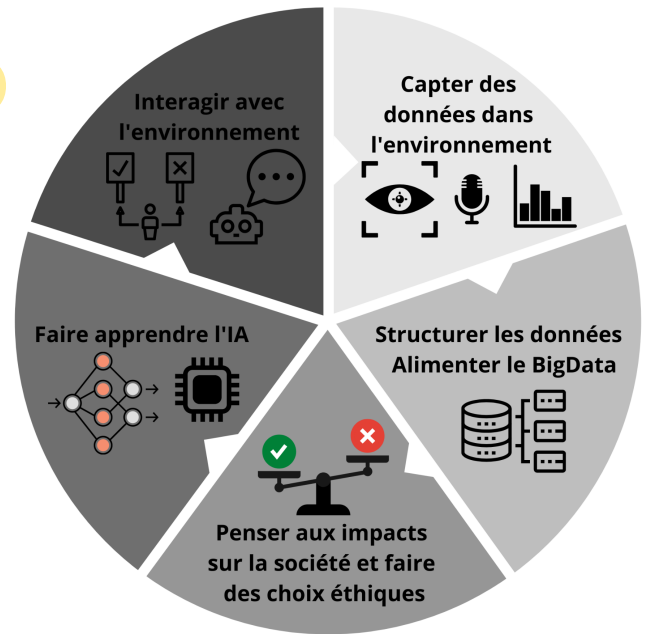 Interagir avec
l'environnement
Capter des
données dans
l'environnement
Structurer les données
Alimenter le BigData
Penser aux impacts
sur la société et faire
des choix éthiques
Faire apprendre l'IA